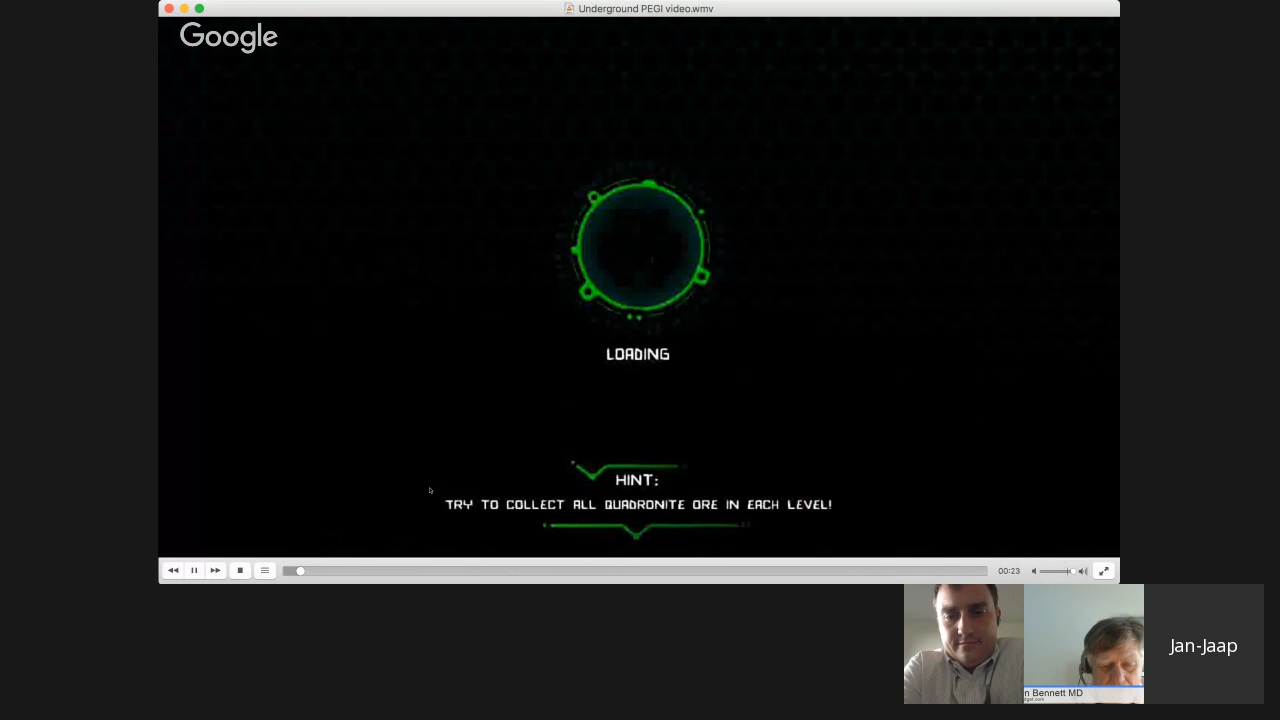 Underground PEGI video.wmv
Google
LOADING
HINT:
TRY TO COLLECT ALL QUADRONITE ORE IN EACH LEVEL!
00:23
n Bennett MD
Jan-Jaap